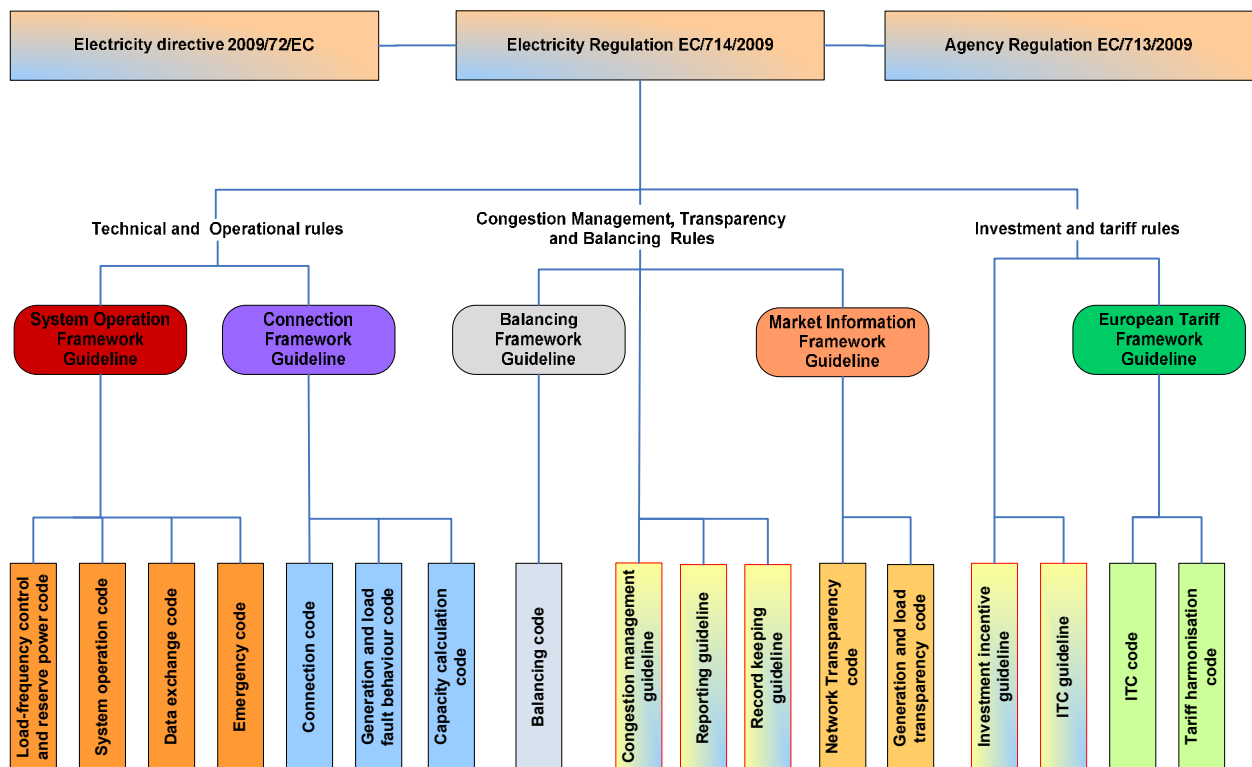 Electricity directive 2009/72/EC
Electricity Regulation EC/714/2009
Agency Regulation EC/713/2009
Technical and Operational rules
Congestion Management, Transparency
and Balancing Rules
Investment and tariff rules
System Operation
Framework
Guideline
Connection
Framework
Guideline
Balancing
Framework
Guideline
Market Information
Framework
Guideline
European Tariff
Framework
Guideline
Load-frequency control
and reserve power code
System operation code
Data exchange code
Emergency code
Connection code
Generation and load
fault behaviour code
Capacity calculation
code
Balancing code
Congestion management
guideline
Reporting guideline
Record keeping
guideline
Network Transparency
code
Generation and load
transparency code
Investment incentive
guideline
ITC guideline
ITC code
Tariff harmonisation
code